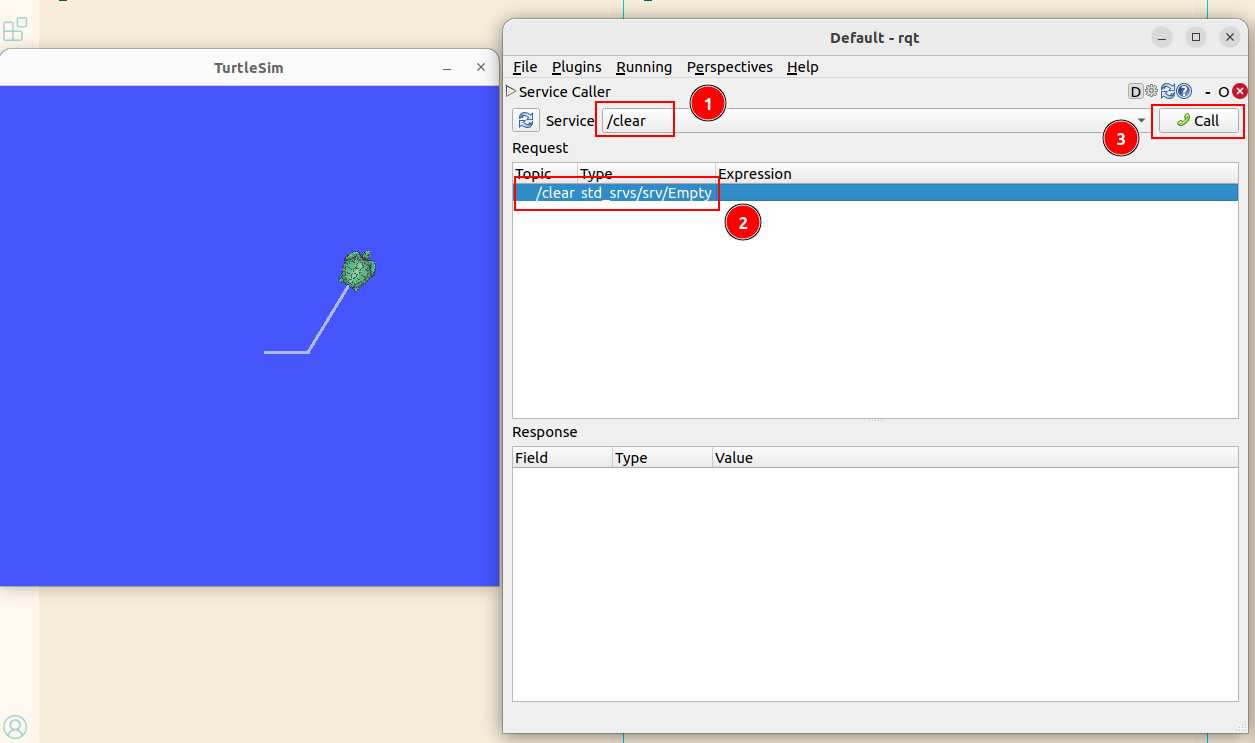 TurtleSim
Default - rqt
File Plugins Running Perspectives Help
Service Caller
D
- O
1
Service /clear
Call
3
Request
Topic Type Expression
/clear std_srvs/srv/Empty
2
Response
Field Type Value